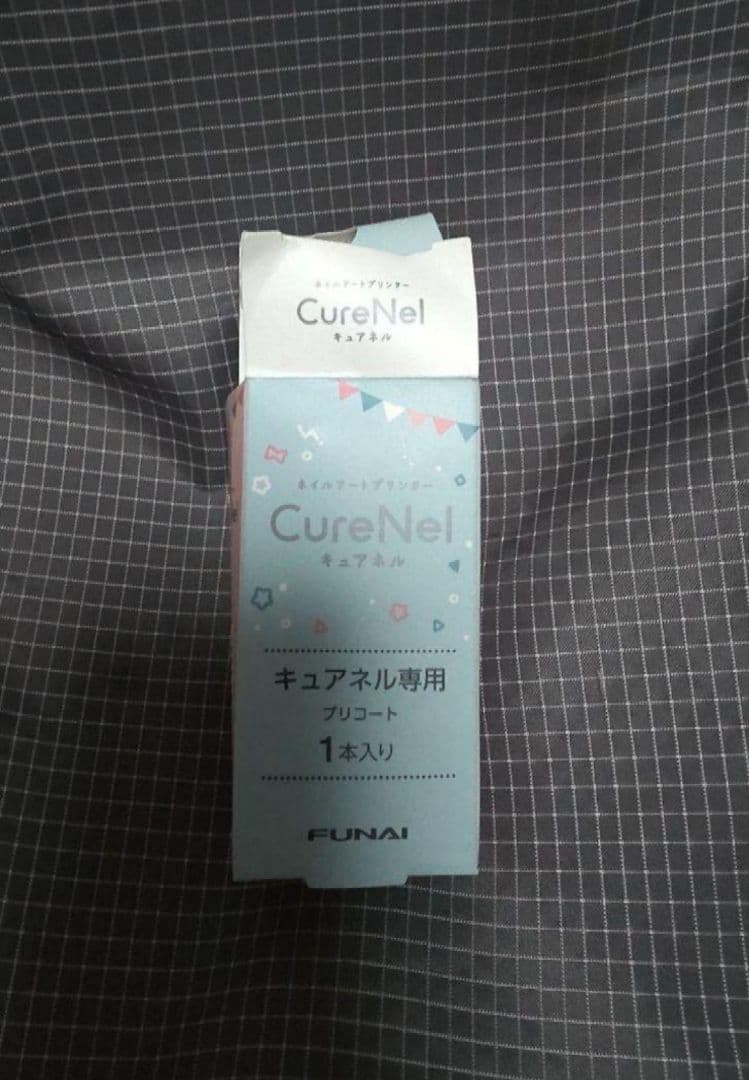 ネイルアートプリンター
CureNel
キュアネル
ネイルアートプリンター
CureNel
キュアネル
キュアネル専用
プリコート
1本入り
FUNAI